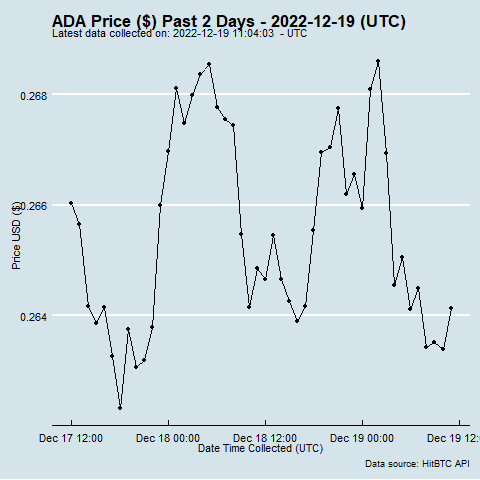 ADA Price ($) Past 2 Days - 2022-12-19 (UTC)
Latest data collected on: 2022-12-19 11:04:03 - UTC
0.268
0.266
0.264
Price USD ($)
Dec 17 12:00 Dec 18 00:00 Dec 18 12:00 Dec 19 00:00 Dec 19 12:
Date Time Collected (UTC)
Data source: HitBTC API